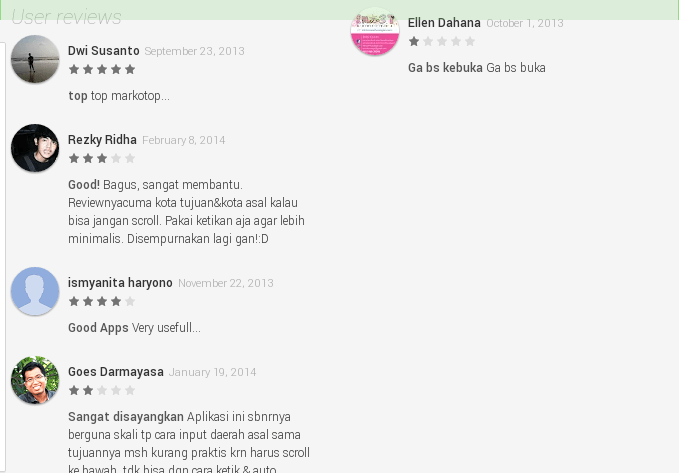 User reviews
Dwi Susanto September 23, 2013
top top markotop...
Rezky Ridha February 8, 2014
Good! Bagus, sangat membantu.
Reviewnyacuma kota tujuan&kota asal kalau
bisa jangan scroll. Pakai ketikan aja agar lebih
minimalis. Disempurnakan lagi gan!:D
ismyanita haryono November 22, 2013
Good Apps Very usefull...
Goes Darmayasa January 19, 2014
Sangat disayangkan Aplikasi ini sbnrnya
berguna skali tp cara input daerah asal sama
tujuannya msh kurang praktis krn harus scroll
ke bawah, tdk bisa dgn cara ketik & auto
Ellen Dahana October 1, 2013
Ga bs kebuka Ga bs buka